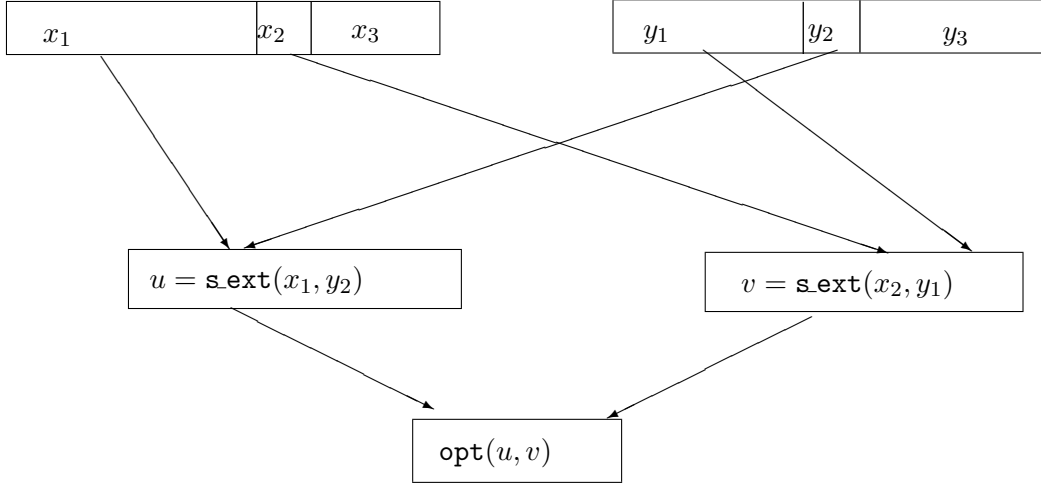 x₁ x₂ x₃ y₁ y₂ y₃
u = s_ext(x₁, y₂) v = s_ext(x₂, y₁)
opt(u, v)